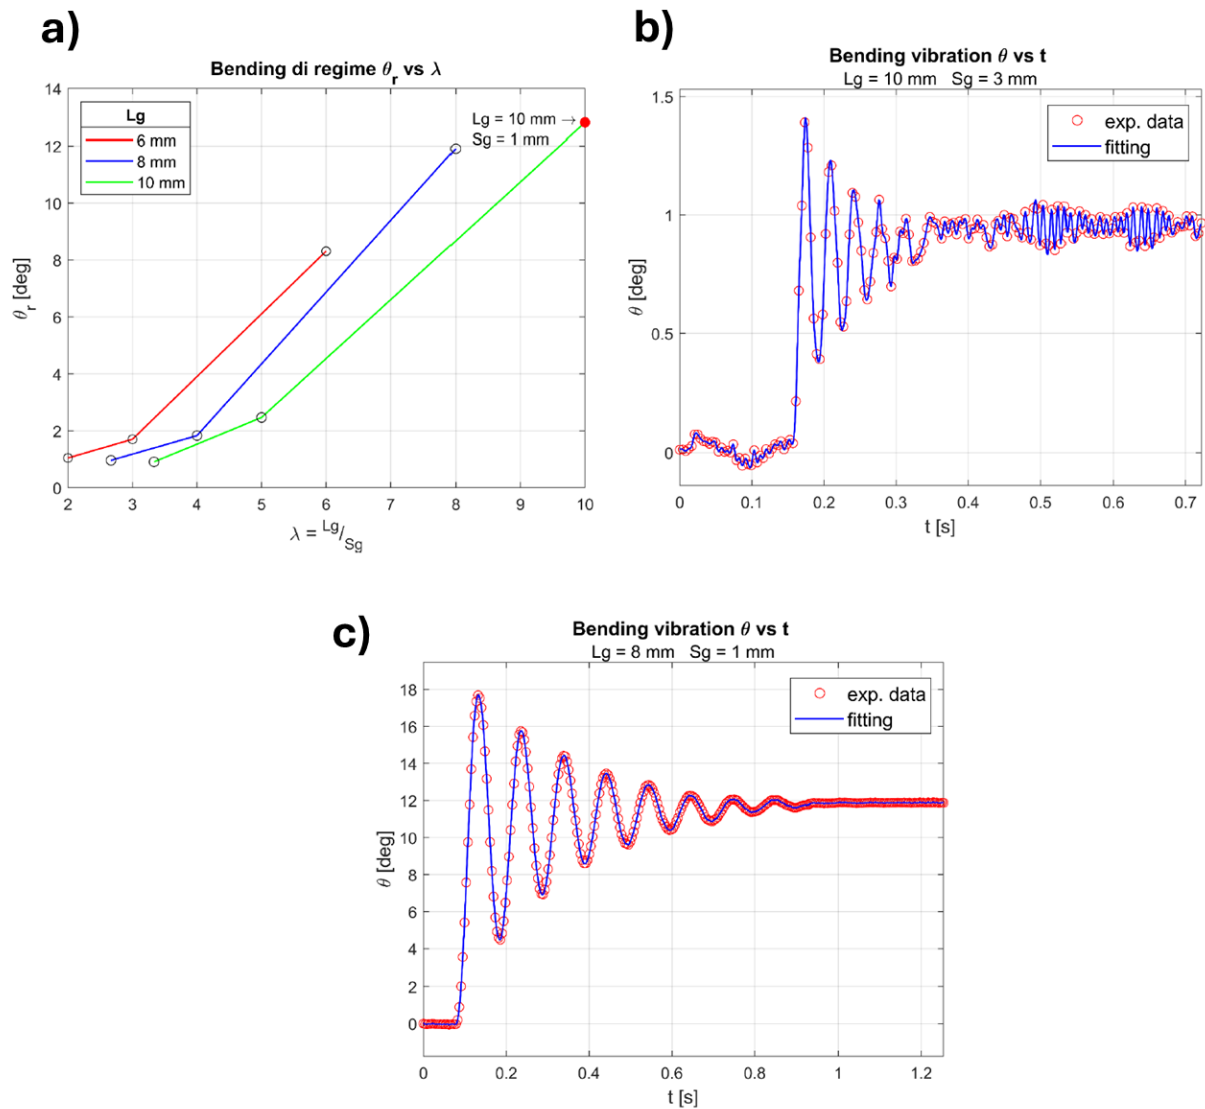 a)
Bending di regime θr vs λ
14
12
10
8
6
4
2
0
θr [deg]
Lg
6 mm
8 mm
10 mm
Lg = 10 mm →
Sg = 1 mm
2 3 4 5 6 7 8 9 10
λ = Lg/Sg
b)
Bending vibration θ vs t
Lg = 10 mm Sg = 3 mm
1.5
1
0.5
0
θ [deg]
exp. data
fitting
0 0.1 0.2 0.3 0.4 0.5 0.6 0.7
t [s]
c)
Bending vibration θ vs t
Lg = 8 mm Sg = 1 mm
18
16
14
12
10
8
6
4
2
0
θ [deg]
exp. data
fitting
0 0.2 0.4 0.6 0.8 1 1.2
t [s]